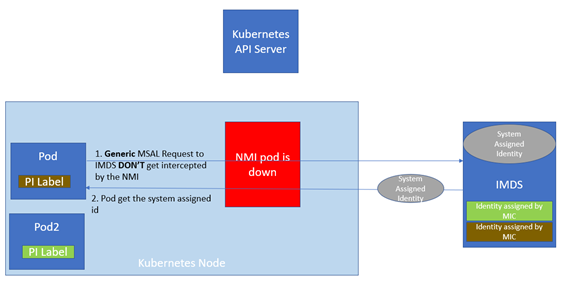 Kubernetes
API Server
Pod
PI Label
1. Generic MSAL Request to
IMDS DON'T get intercepted
by the NMI
2. Pod get the system assigned
id
NMI pod is
down
Pod2
PI Label
Kubernetes Node
System
Assigned
Identity
System
Assigned
Identity
IMDS
Identity assigned by
MIC
Identity assigned by
MIC